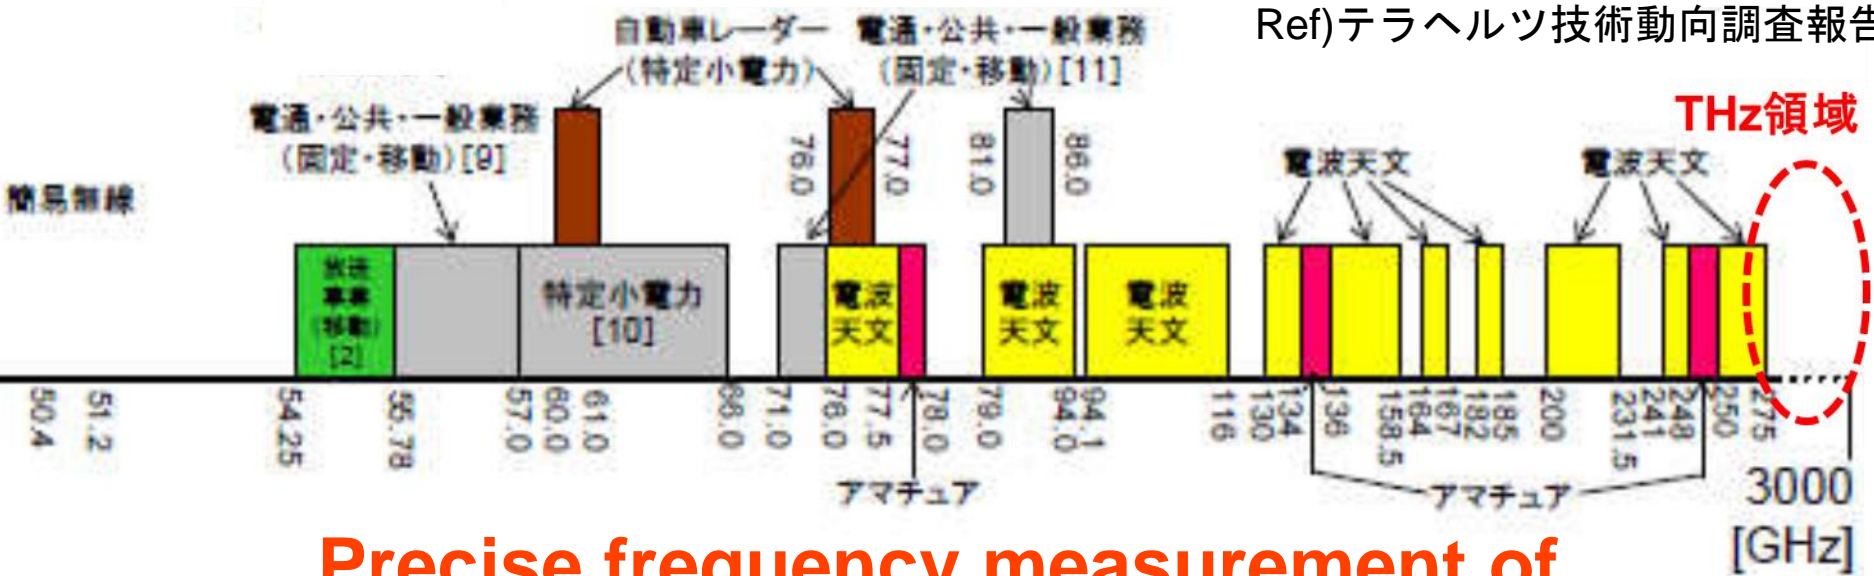 Ref)テラヘルツ技術動向調査報告
自動車レーダー
(特定小電力)
電通・公共・一般業務
(固定・移動)[11]
THz領域
電通・公共・一般業務
(固定・移動)[9]
簡易無線
76.0
77.0
81.0
86.0
電波天文
電波天文
放送
事業
(移動)
[2]
特定小電力
[10]
電波
天文
電波
天文
電波
天文
50.4
51.2
54.25
55.78
57.0
60.0
61.0
66.0
71.0
76.0
77.5
78.0
79.0
94.0
94.1
116
130
134
136
158.5
164
167
182
185
200
231.5
241
248
250
275
アマチュア
アマチュア
3000
[GHz]
Precise frequency measurement of